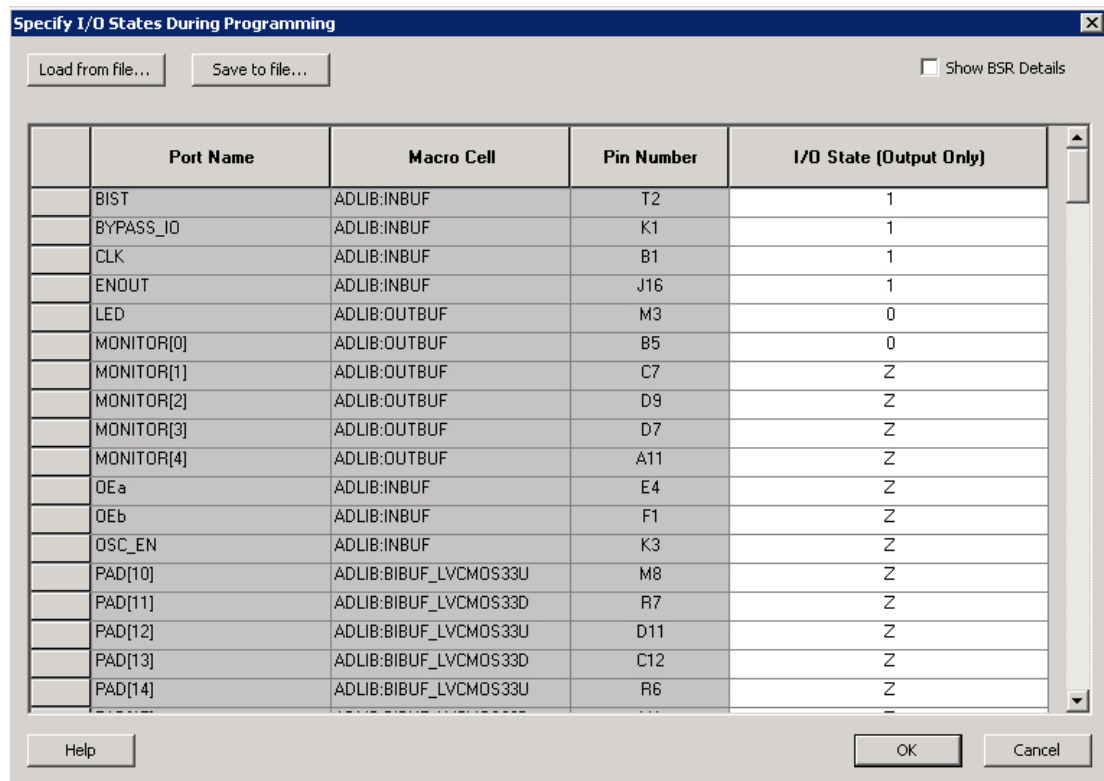 Specify I/O States During Programming
Load from file... Save to file... Show BSR Details
Port Name Macro Cell Pin Number I/O State (Output Only)
BIST ADLIB:INBUF T2 1
BYPASS_IO ADLIB:INBUF K1 1
CLK ADLIB:INBUF B1 1
ENOUT ADLIB:INBUF J16 1
LED ADLIB:OUTBUF M3 0
MONITOR[0] ADLIB:OUTBUF B5 0
MONITOR[1] ADLIB:OUTBUF C7 Z
MONITOR[2] ADLIB:OUTBUF D9 Z
MONITOR[3] ADLIB:OUTBUF D7 Z
MONITOR[4] ADLIB:OUTBUF A11 Z
OEa ADLIB:INBUF E4 Z
OEb ADLIB:INBUF F1 Z
OSC_EN ADLIB:INBUF K3 Z
PAD[10] ADLIB:BIBUF_LVCMOS33U M8 Z
PAD[11] ADLIB:BIBUF_LVCMOS33D R7 Z
PAD[12] ADLIB:BIBUF_LVCMOS33U D11 Z
PAD[13] ADLIB:BIBUF_LVCMOS33D C12 Z
PAD[14] ADLIB:BIBUF_LVCMOS33U R6 Z
Help OK Cancel